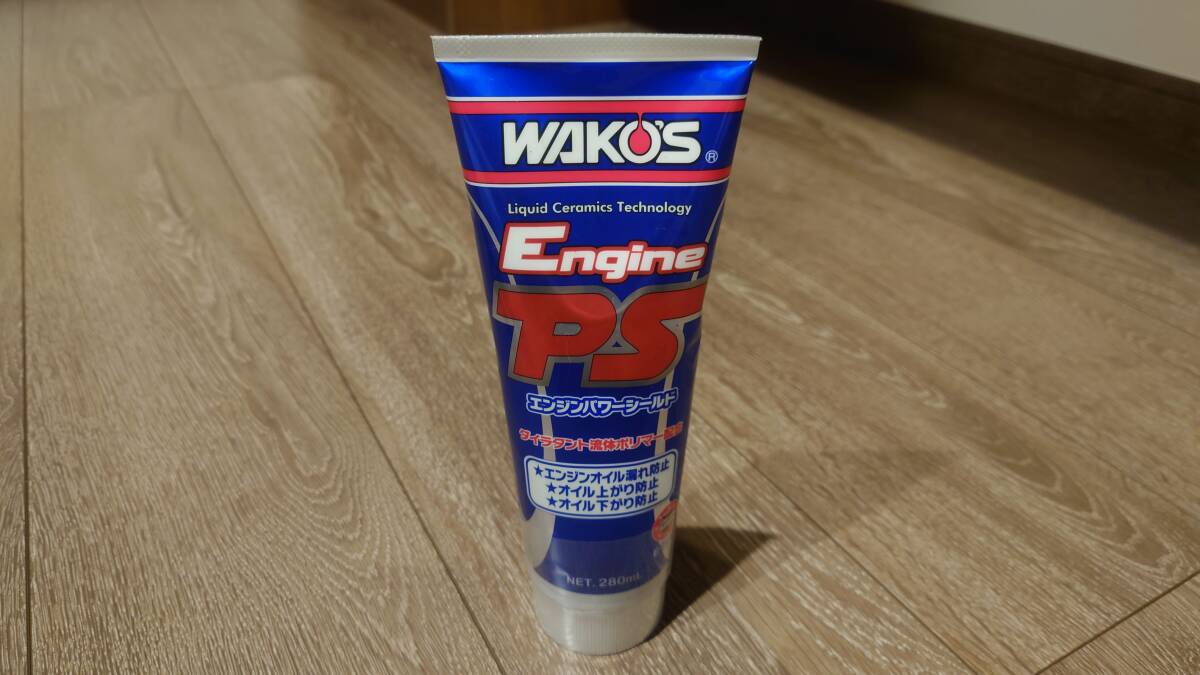 WAKO'S®
Liquid Ceramics Technology
Engine
PS
エンジンパワーシールド
ダイラタント流体ポリマー配合
★エンジンオイル漏れ防止
★オイル上がり防止
★オイル下がり防止
NET. 280mL